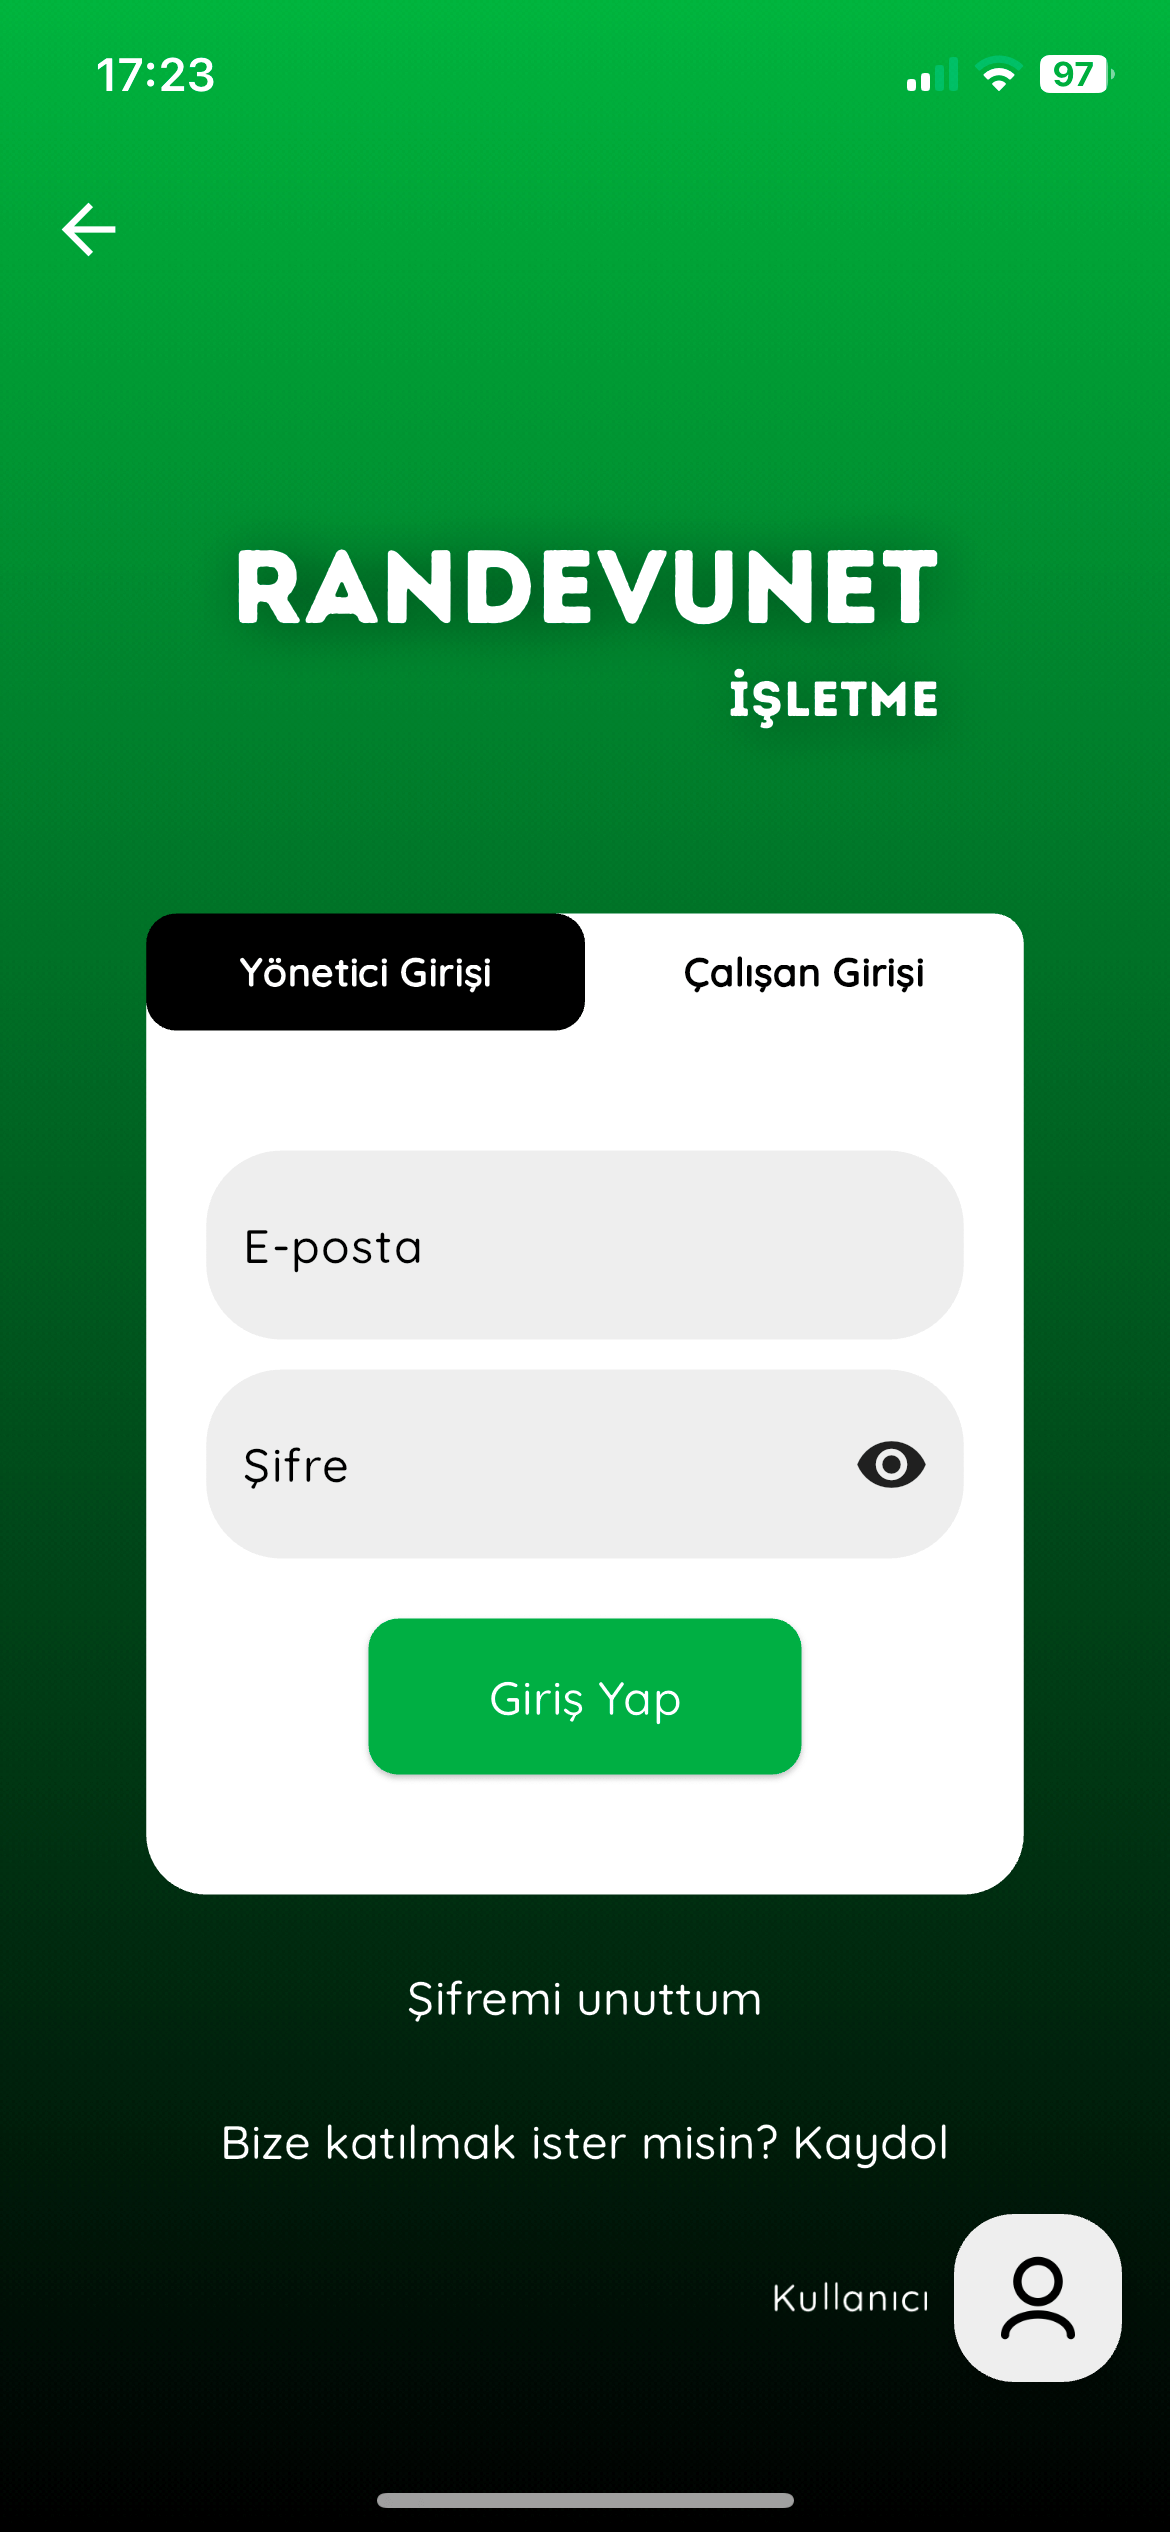 17:23
97
RANDEVUNET
İŞLETME
Yönetici Girişi
Çalışan Girişi
E-posta
Şifre
Giriş Yap
Şifremi unuttum
Bize katılmak ister misin? Kaydol
Kullanıcı